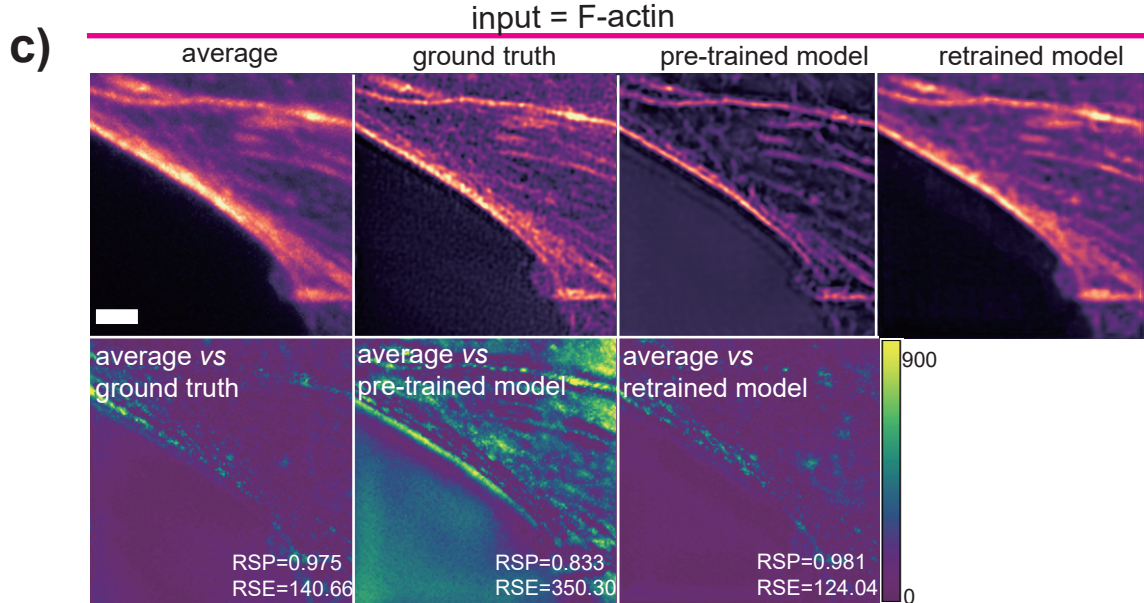 input = F-actin
c)
average
ground truth
pre-trained model
retrained model
average vs
ground truth
RSP=0.975
RSE=140.66
average vs
pre-trained model
RSP=0.833
RSE=350.30
average vs
retrained model
RSP=0.981
RSE=124.04
900
0